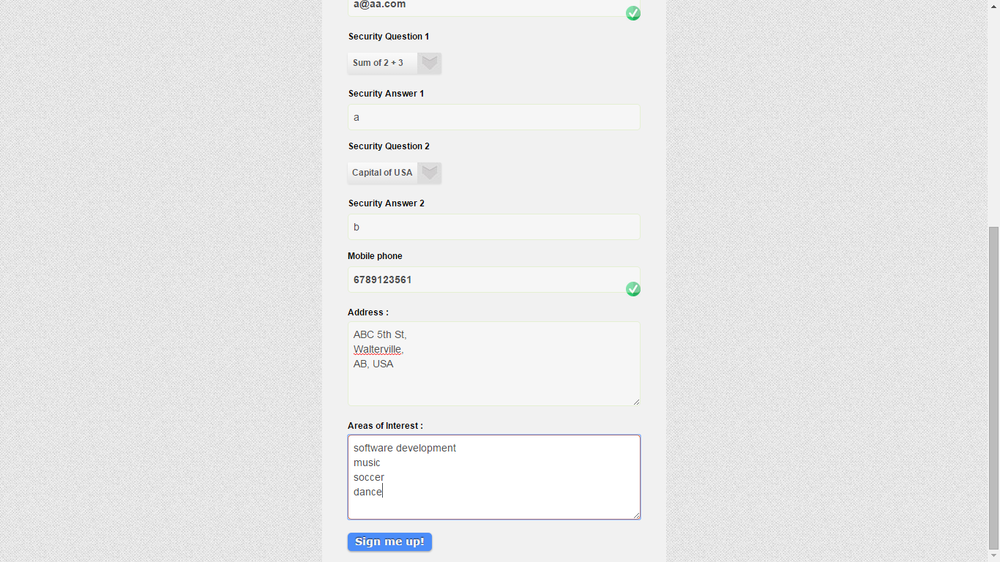 a@aa.com
Security Question 1
Sum of 2 + 3
Security Answer 1
a
Security Question 2
Capital of USA
Security Answer 2
b
Mobile phone
6789123561
Address :
ABC 5th St,
Walterville,
AB, USA
Areas of Interest :
software development
music
soccer
dance
Sign me up!